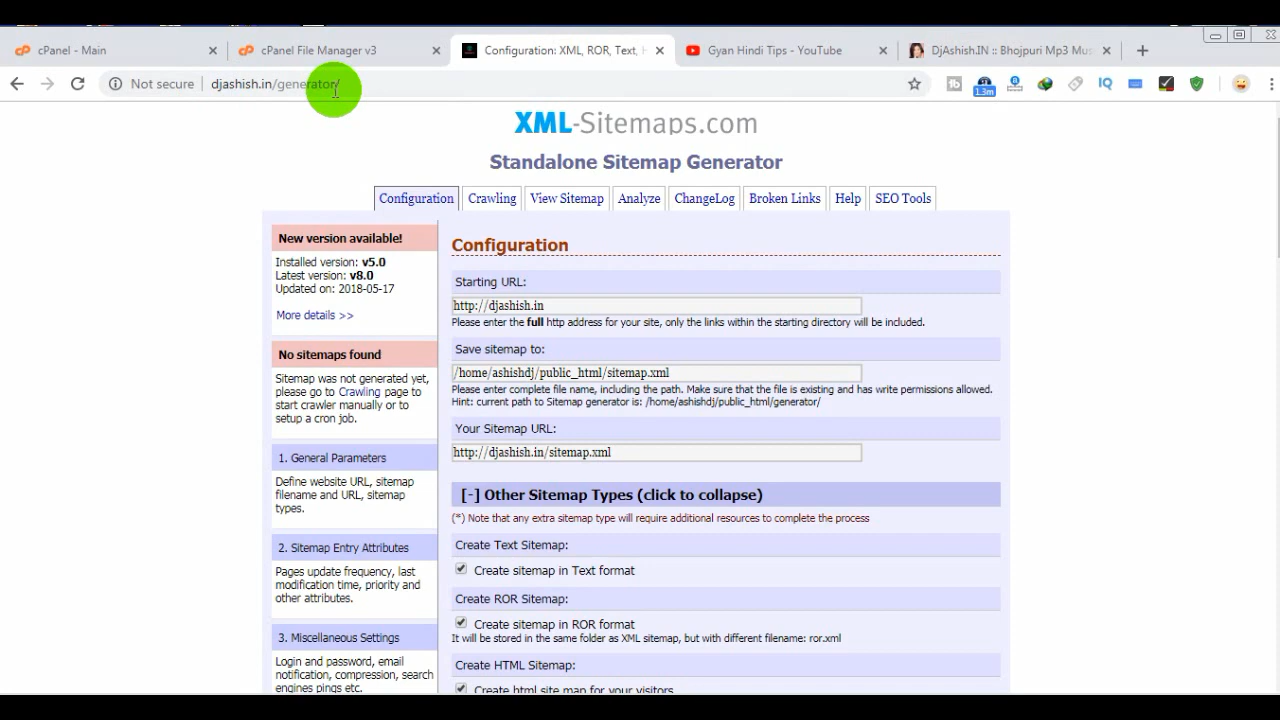 cPanel - Main
cPanel File Manager v3
Configuration: XML, ROR, Text, H
Gyan Hindi Tips - YouTube
DjAshish.IN :: Bhojpuri Mp3 Mus
Not secure
djashish.in/generator/
1.3m
XML-Sitemaps.com
Standalone Sitemap Generator
Configuration
Crawling
View Sitemap
Analyze
ChangeLog
Broken Links
Help
SEO Tools
New version available!
Installed version: v5.0
Latest version: v8.0
Updated on: 2018-05-17
More details >>
No sitemaps found
Sitemap was not generated yet,
please go to Crawling page to
start crawler manually or to
setup a cron job.
1. General Parameters
Define website URL, sitemap
filename and URL, sitemap
types.
2. Sitemap Entry Attributes
Pages update frequency, last
modification time, priority and
other attributes.
3. Miscellaneous Settings
Login and password, email
notification, compression, search
engines pings etc.
Configuration
Starting URL:
http://djashish.in
Please enter the full http address for your site, only the links within the starting directory will be included.
Save sitemap to:
/home/ashishdj/public_html/sitemap.xml
Please enter complete file name, including the path. Make sure that the file is existing and has write permissions allowed.
Hint: current path to Sitemap generator is: /home/ashishdj/public_html/generator/
Your Sitemap URL:
http://djashish.in/sitemap.xml
[-] Other Sitemap Types (click to collapse)
(*) Note that any extra sitemap type will require additional resources to complete the process
Create Text Sitemap:
Create sitemap in Text format
Create ROR Sitemap:
Create sitemap in ROR format
It will be stored in the same folder as XML sitemap, but with different filename: ror.xml
Create HTML Sitemap:
Create html site map for your visitors